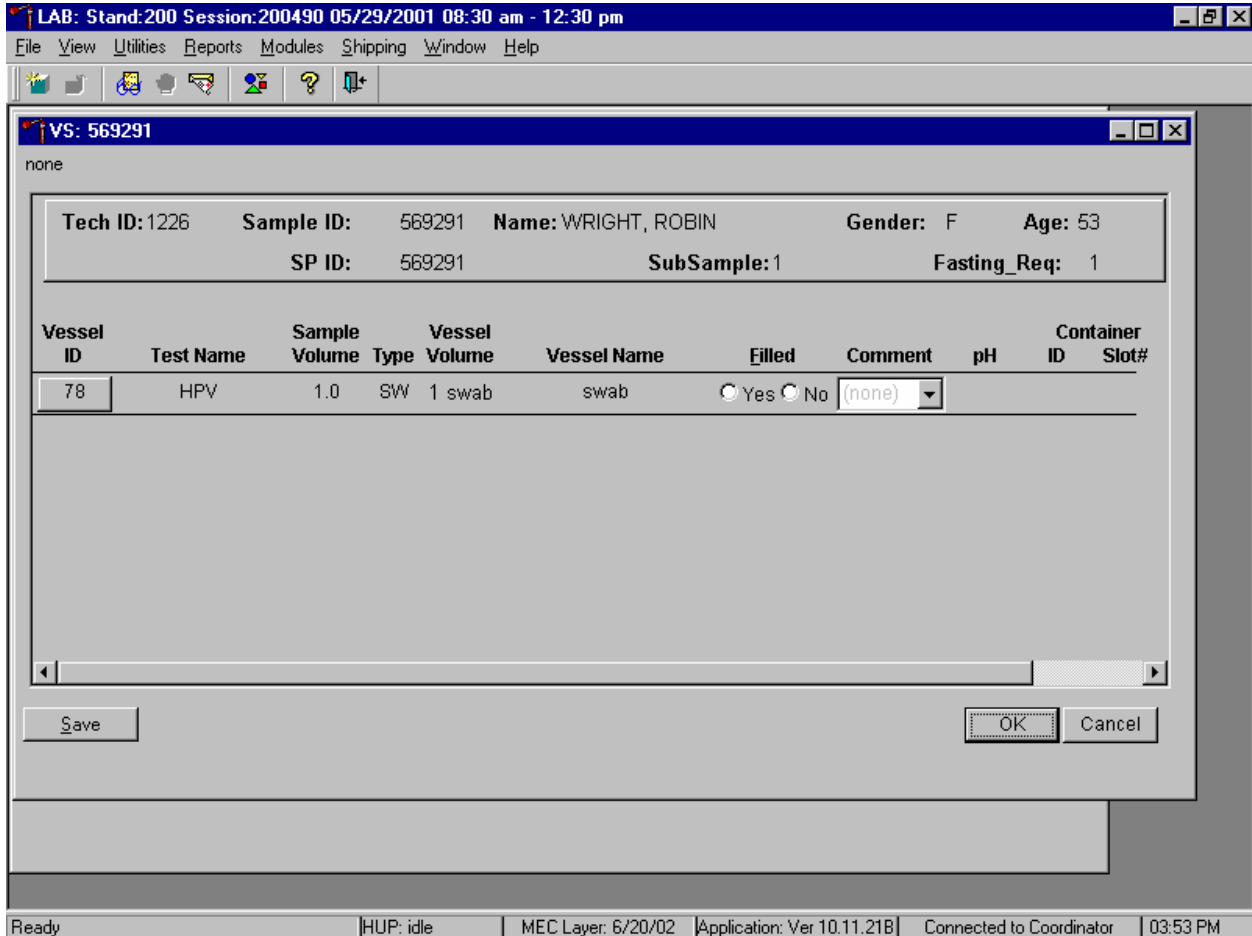 LAB: Stand:200 Session:200490 05/29/2001 08:30 am - 12:30 pm
File View Utilities Reports Modules Shipping Window Help
VS: 569291
none
Tech ID: 1226 Sample ID: 569291 Name: WRIGHT, ROBIN Gender: F Age: 53
SP ID: 569291 SubSample: 1 Fasting_Req: 1
Vessel Sample Vessel Container
ID Test Name Volume Type Volume Vessel Name Filled Comment pH ID Slot#
78 HPV 1.0 SW 1 swab swab Yes No (none)
Save OK Cancel
Ready HUP: idle MEC Layer: 6/20/02 Application: Ver 10.11.21B Connected to Coordinator 03:53 PM